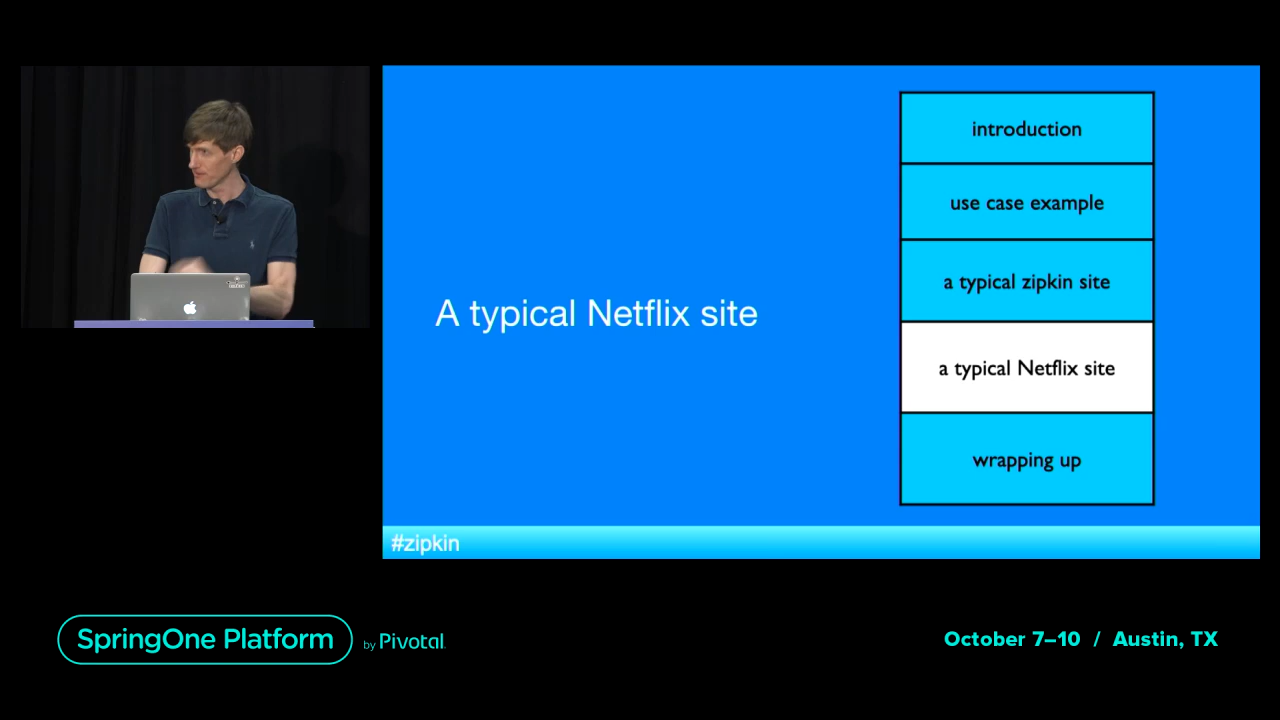 A typical Netflix site
introduction
use case example
a typical zipkin site
a typical Netflix site
wrapping up
#zipkin
SpringOne Platform
by Pivotal
October 7–10 / Austin, TX